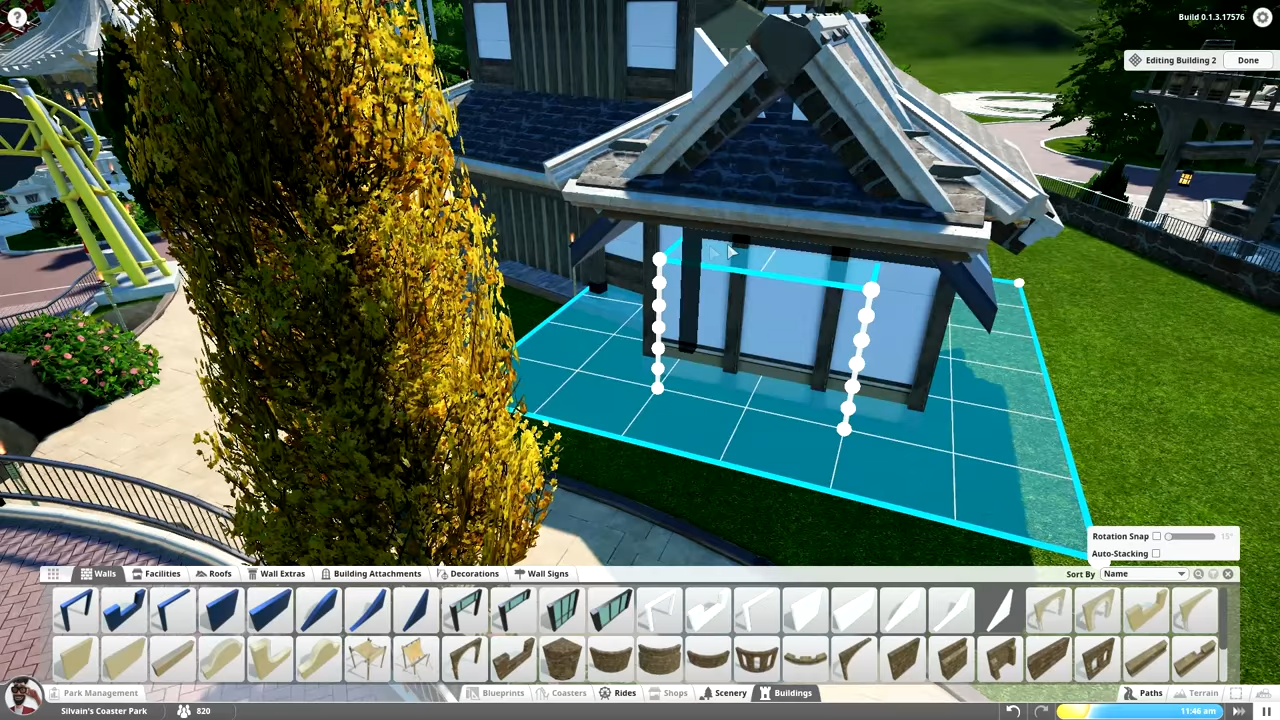 ?
Build 0.1.3.17576
Editing Building 2 Done
Rotation Snap 15°
Auto-Stacking
Walls Facilities Roofs Wall Extras Building Attachments Decorations Wall Signs Sort By Name
Park Management Blueprints Coasters Rides Shops Scenery Buildings Paths Terrain
Silvain's Coaster Park 820 11:46 am